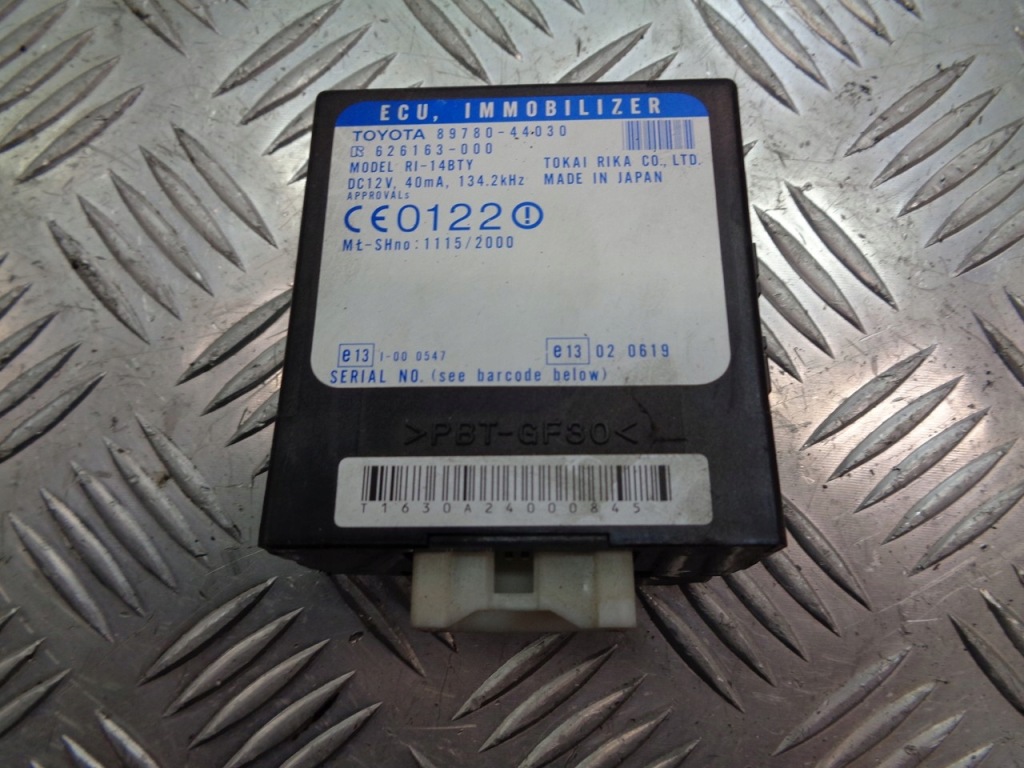 ECU, IMMOBILIZER
TOYOTA 89780-44030
626163-000
MODEL RI-14BTY TOKAI RIKA CO., LTD.
DC12V, 40mA, 134.2kHz MADE IN JAPAN
APPROVALs
CE0122
MŁ-SHno:1115/2000
e13 1-00 0547 e13 02 0619
SERIAL NO. (see barcode below)
>PBT-GF30<
T1630A24000845